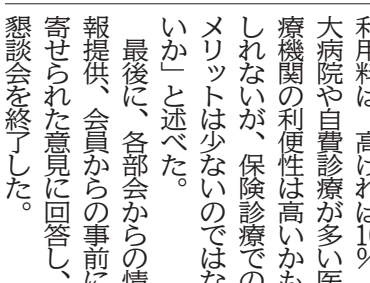 利用料は、高ければ10%
大病院や自費診療が多い医
療機関の利便性は高いかも
しれないが、保険診療での
メリットは少ないのではな
いか」と述べた。
　最後に、各部会からの情
報提供、会員からの事前に
寄せられた意見に回答し、
懇談会を終了した。